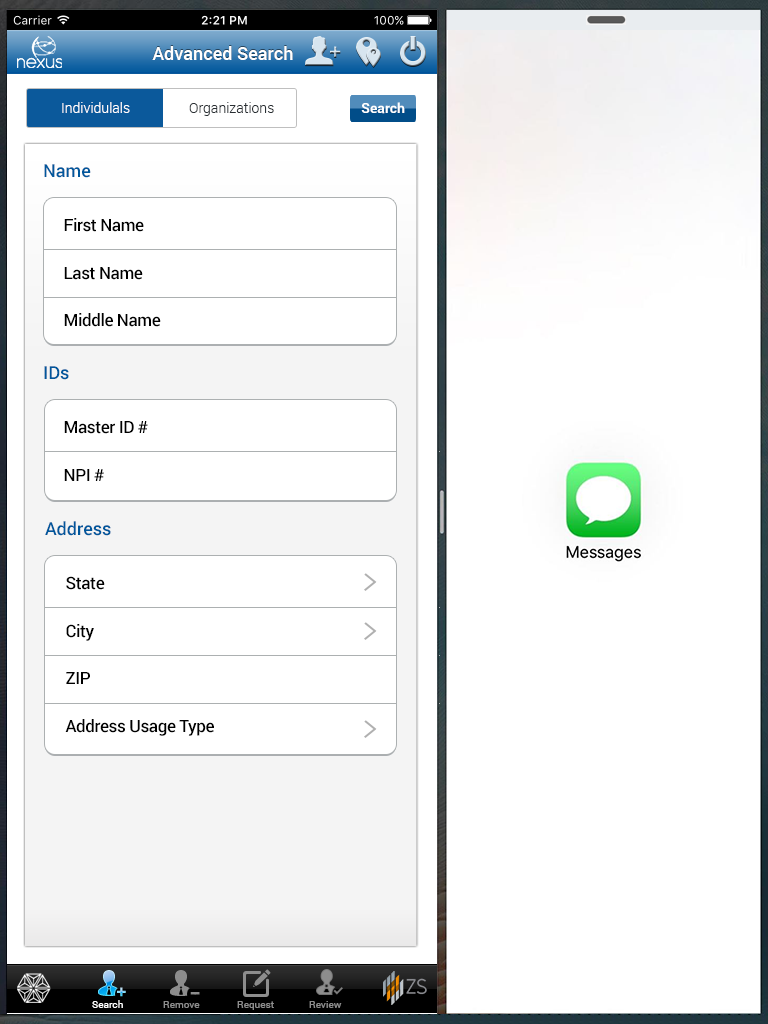 Carrier 2:21 PM 100%
nexus Advanced Search
Individulals Organizations Search
Name
First Name
Last Name
Middle Name
IDs
Master ID #
NPI #
Address
State
City
ZIP
Address Usage Type
Messages
Search Remove Request Review ZS